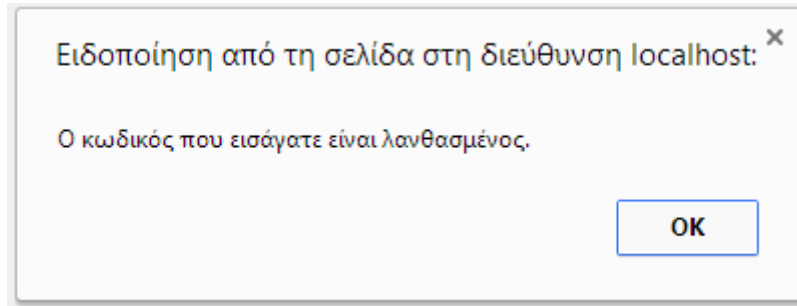 Ειδοποίηση από τη σελίδα στη διεύθυνση localhost:
Ο κωδικός που εισάγατε είναι λανθασμένος.
OK